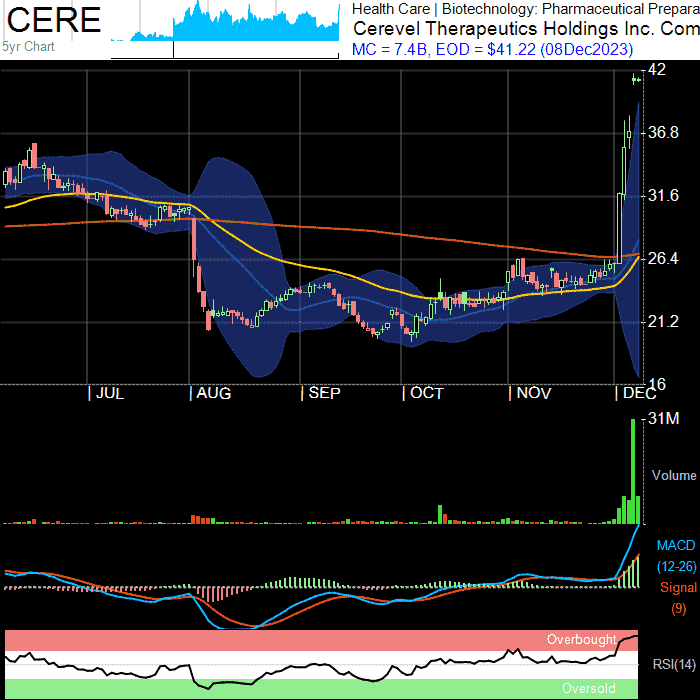 CERE
5yr Chart
Health Care | Biotechnology: Pharmaceutical Prepara
Cerevel Therapeutics Holdings Inc. Com
MC = 7.4B, EOD = $41.22 (08Dec2023)
42
36.8
31.6
26.4
21.2
16
| JUL | AUG | SEP | OCT | NOV | DEC
31M
Volume
MACD
(12-26)
Signal
(9)
Overbought
RSI(14)
Oversold